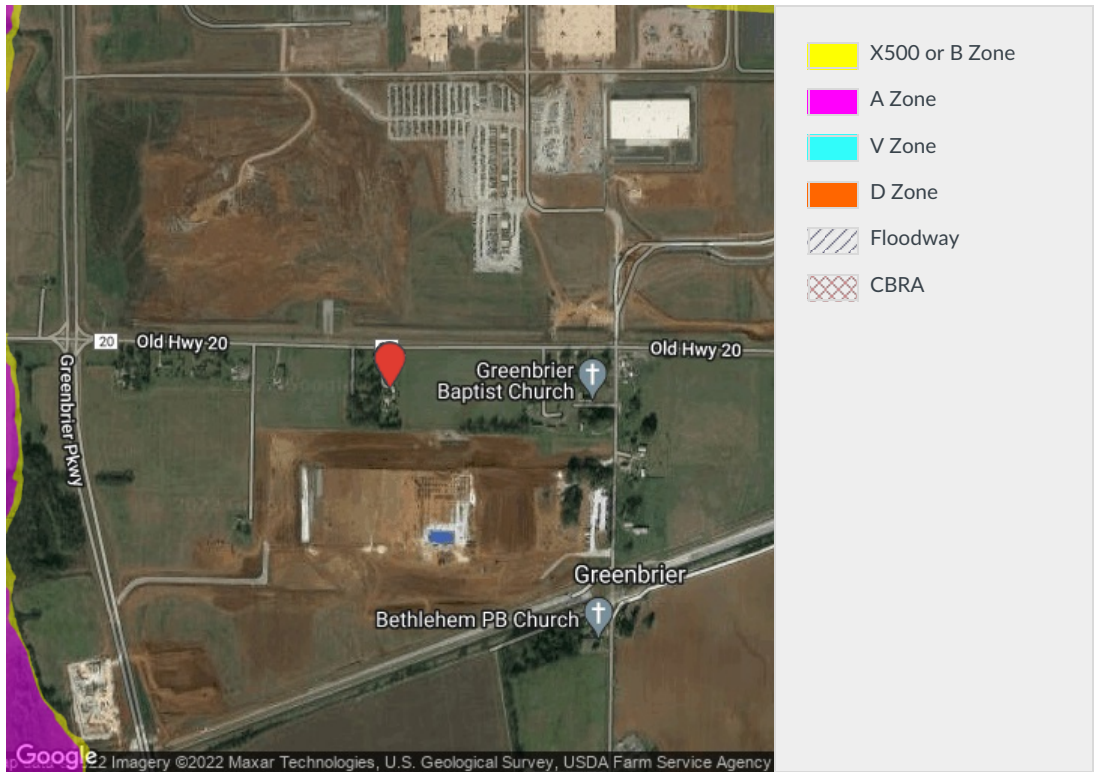 X500 or B Zone
A Zone
V Zone
D Zone
Floodway
CBRA
20
Old Hwy 20
Old Hwy 20
Greenbrier
Baptist Church
Greenbrier Pkwy
Greenbrier
Bethlehem PB Church
Google
Imagery ©2022 Maxar Technologies, U.S. Geological Survey, USDA Farm Service Agency